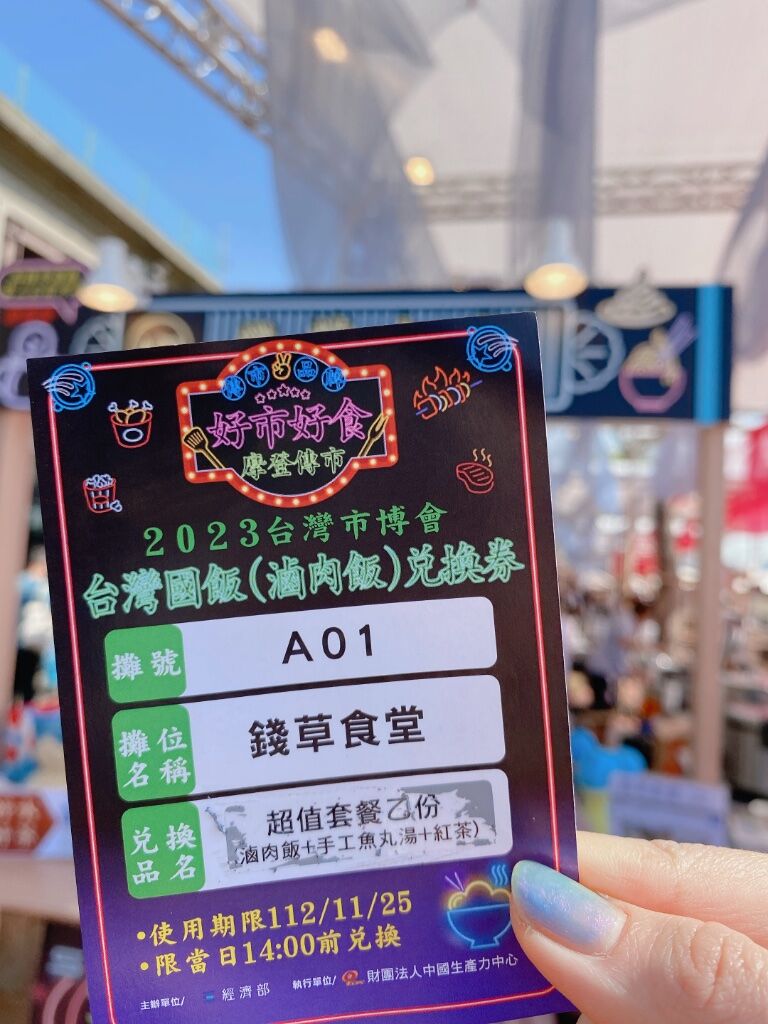 樂市品牌
好市好食
摩登傳市
2023台灣市博會
台灣國飯(滷肉飯)兌換券
攤號
A01
攤位名稱
錢草食堂
兌換品名
超值套餐乙份
滷肉飯+手工魚丸湯+紅茶)
•使用期限112/11/25
•限當日14:00前兌換
主辦單位/ 經濟部 執行單位/ 財團法人中國生產力中心